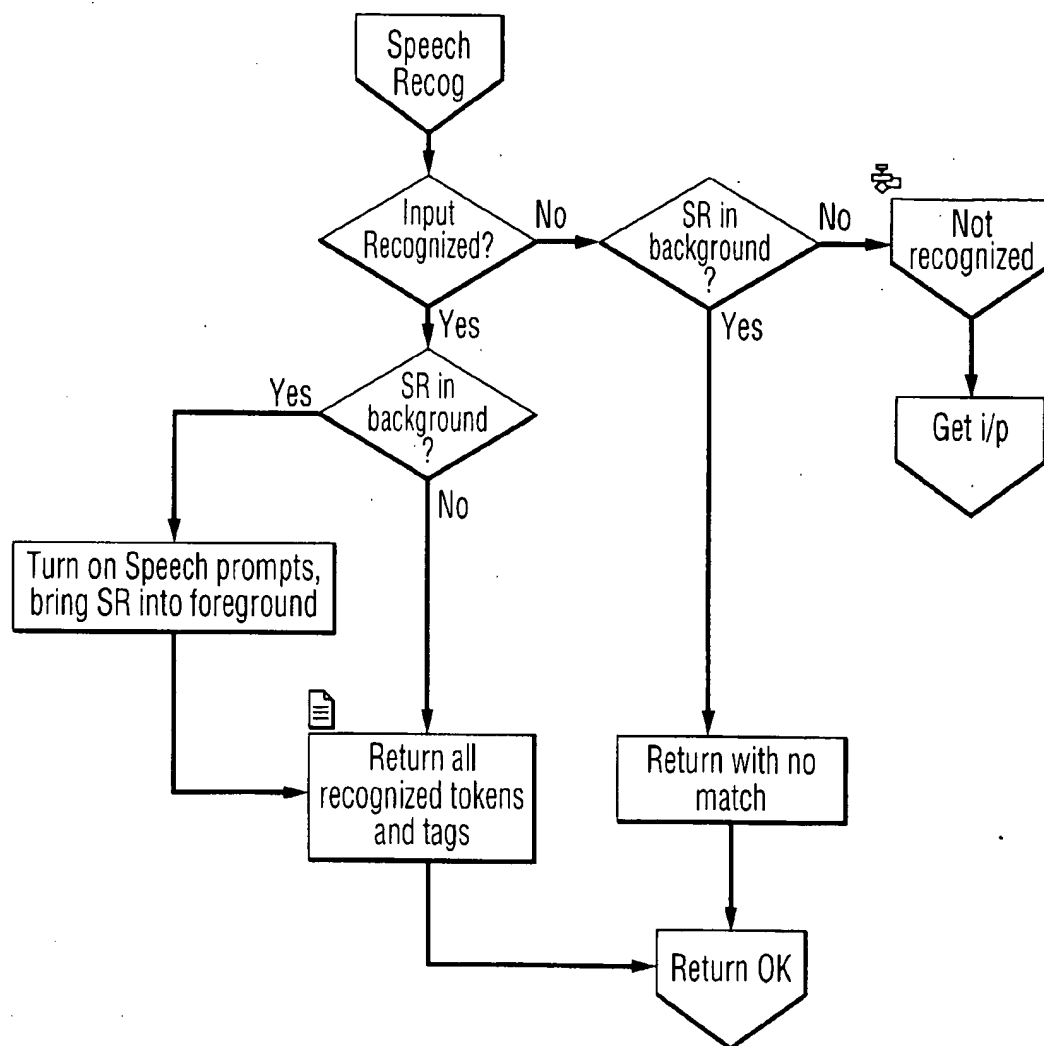 Speech
Recog
Input
Recognized?
No
SR in
background
?
No
Not
recognized
Yes
Yes
Get i/p
Yes
SR in
background
?
No
Turn on Speech prompts,
bring SR into foreground
Return all
recognized tokens
and tags
Return with no
match
Return OK